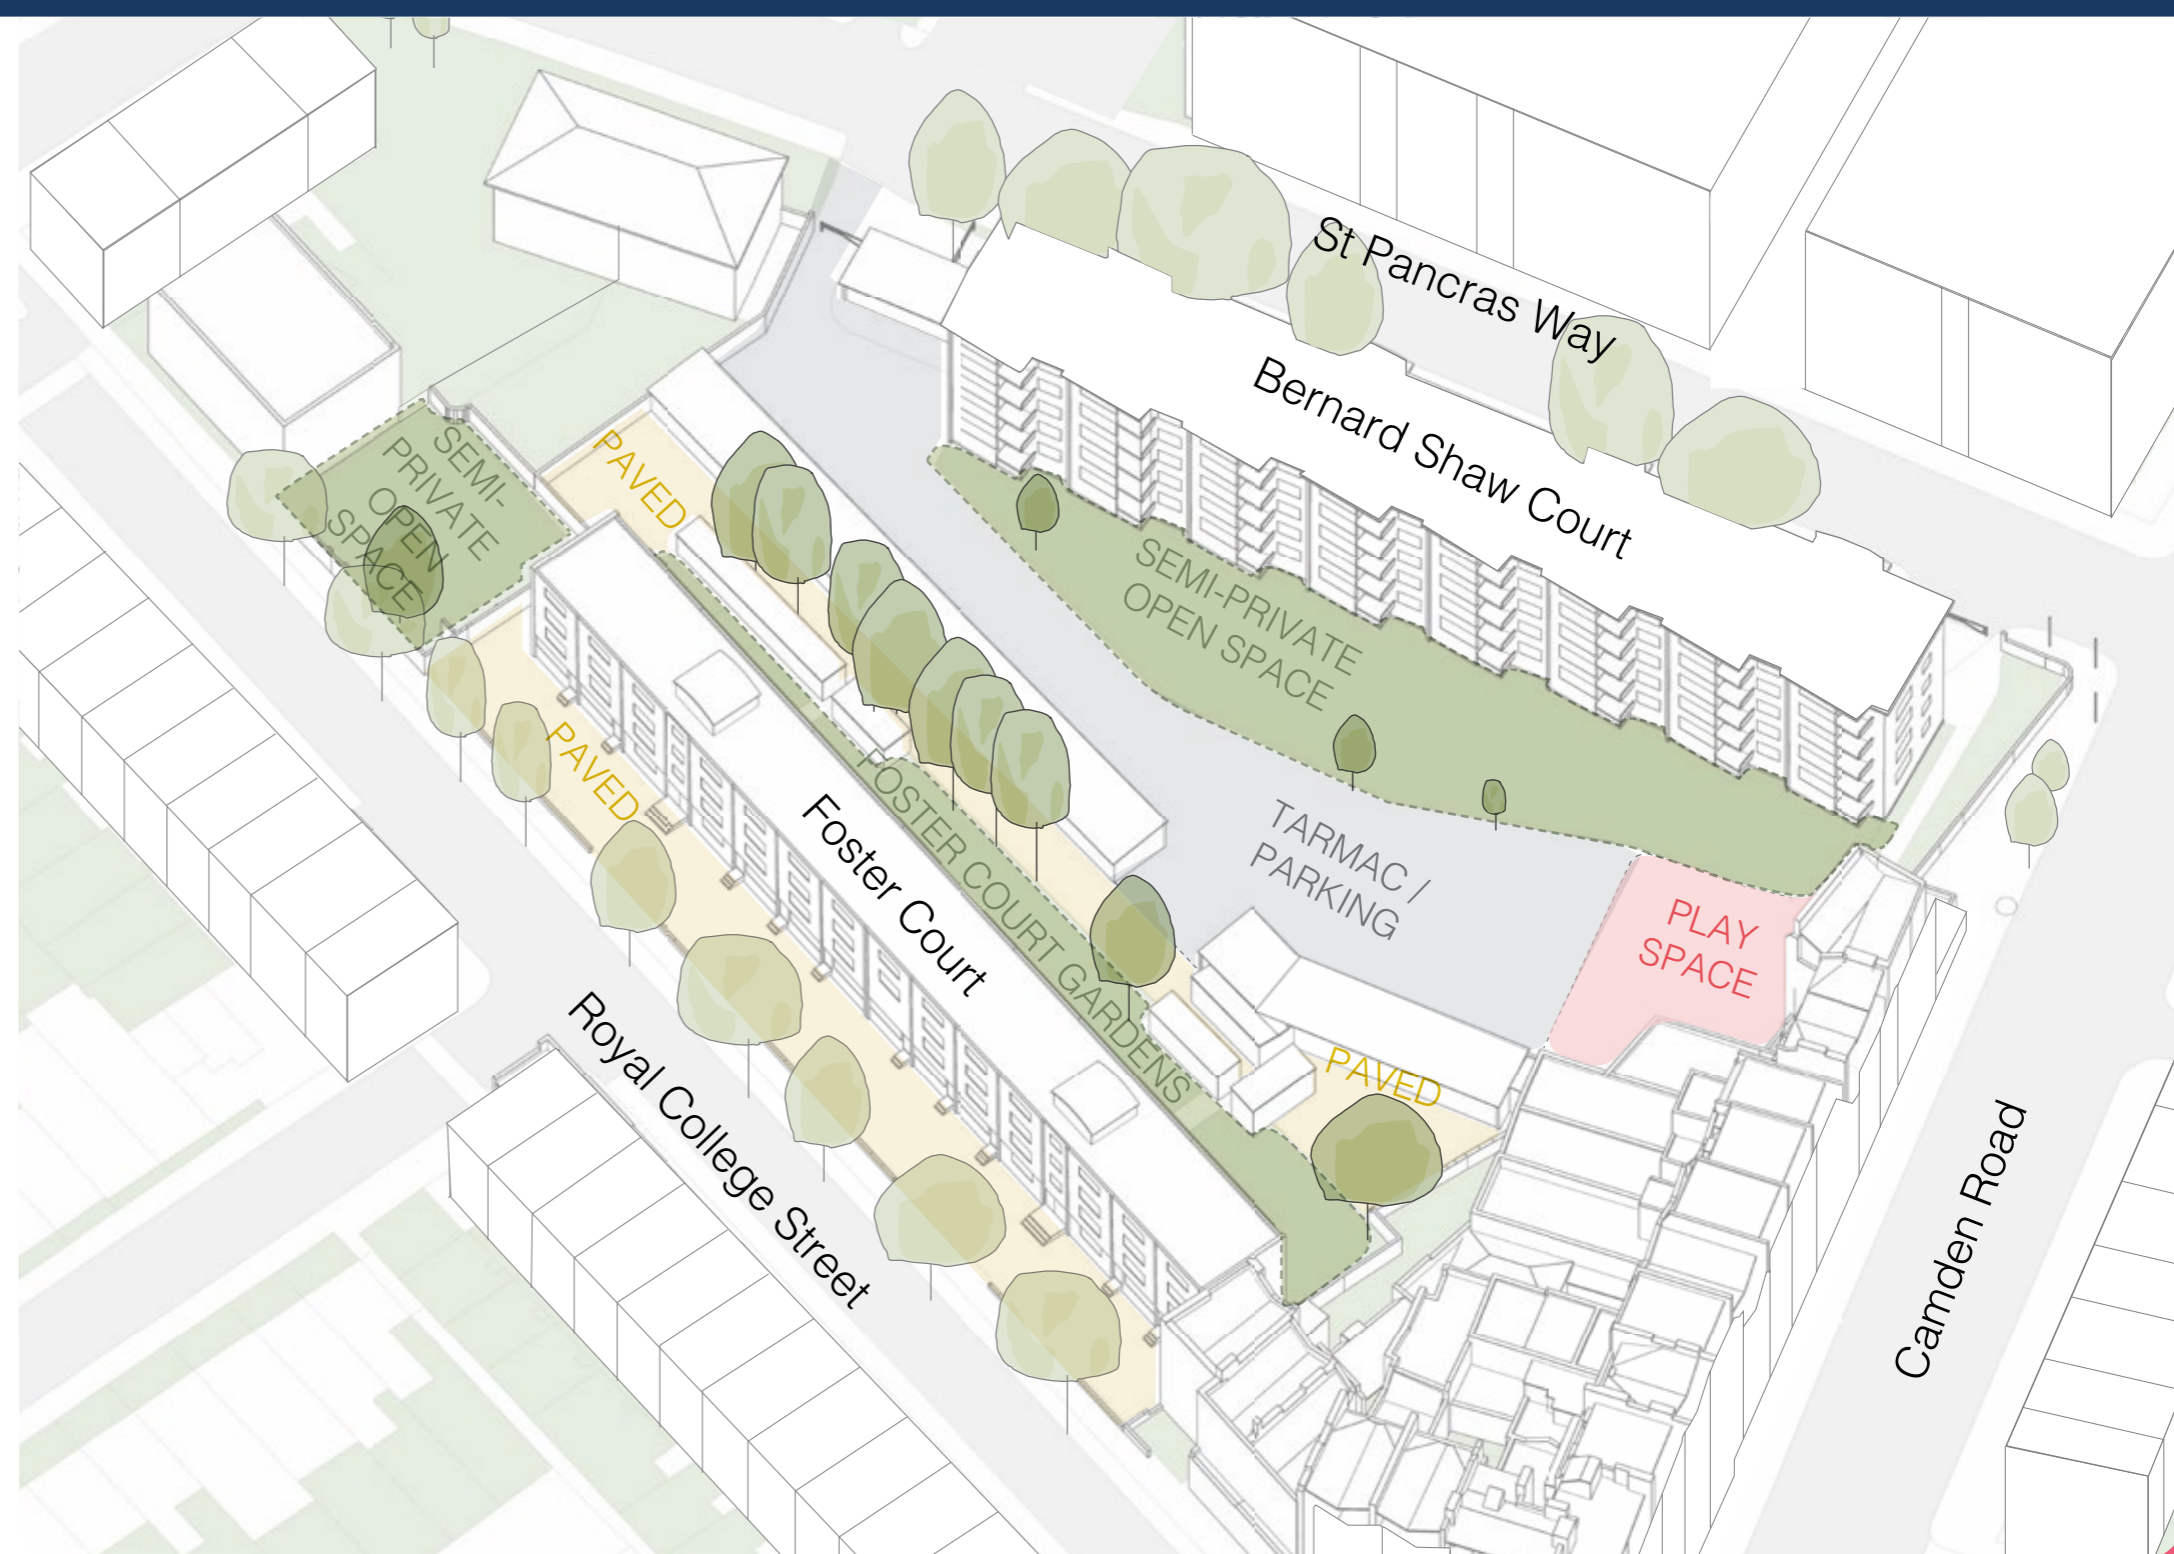 St Pancras Way
Bernard Shaw Court
SEMI-
PRIVATE
OPEN
SPACE
PAVED
SEMI-PRIVATE
OPEN SPACE
PAVED
FOSTER COURT GARDENS
Foster Court
TARMAC /
PARKING
PLAY
SPACE
PAVED
Royal College Street
Camden Road